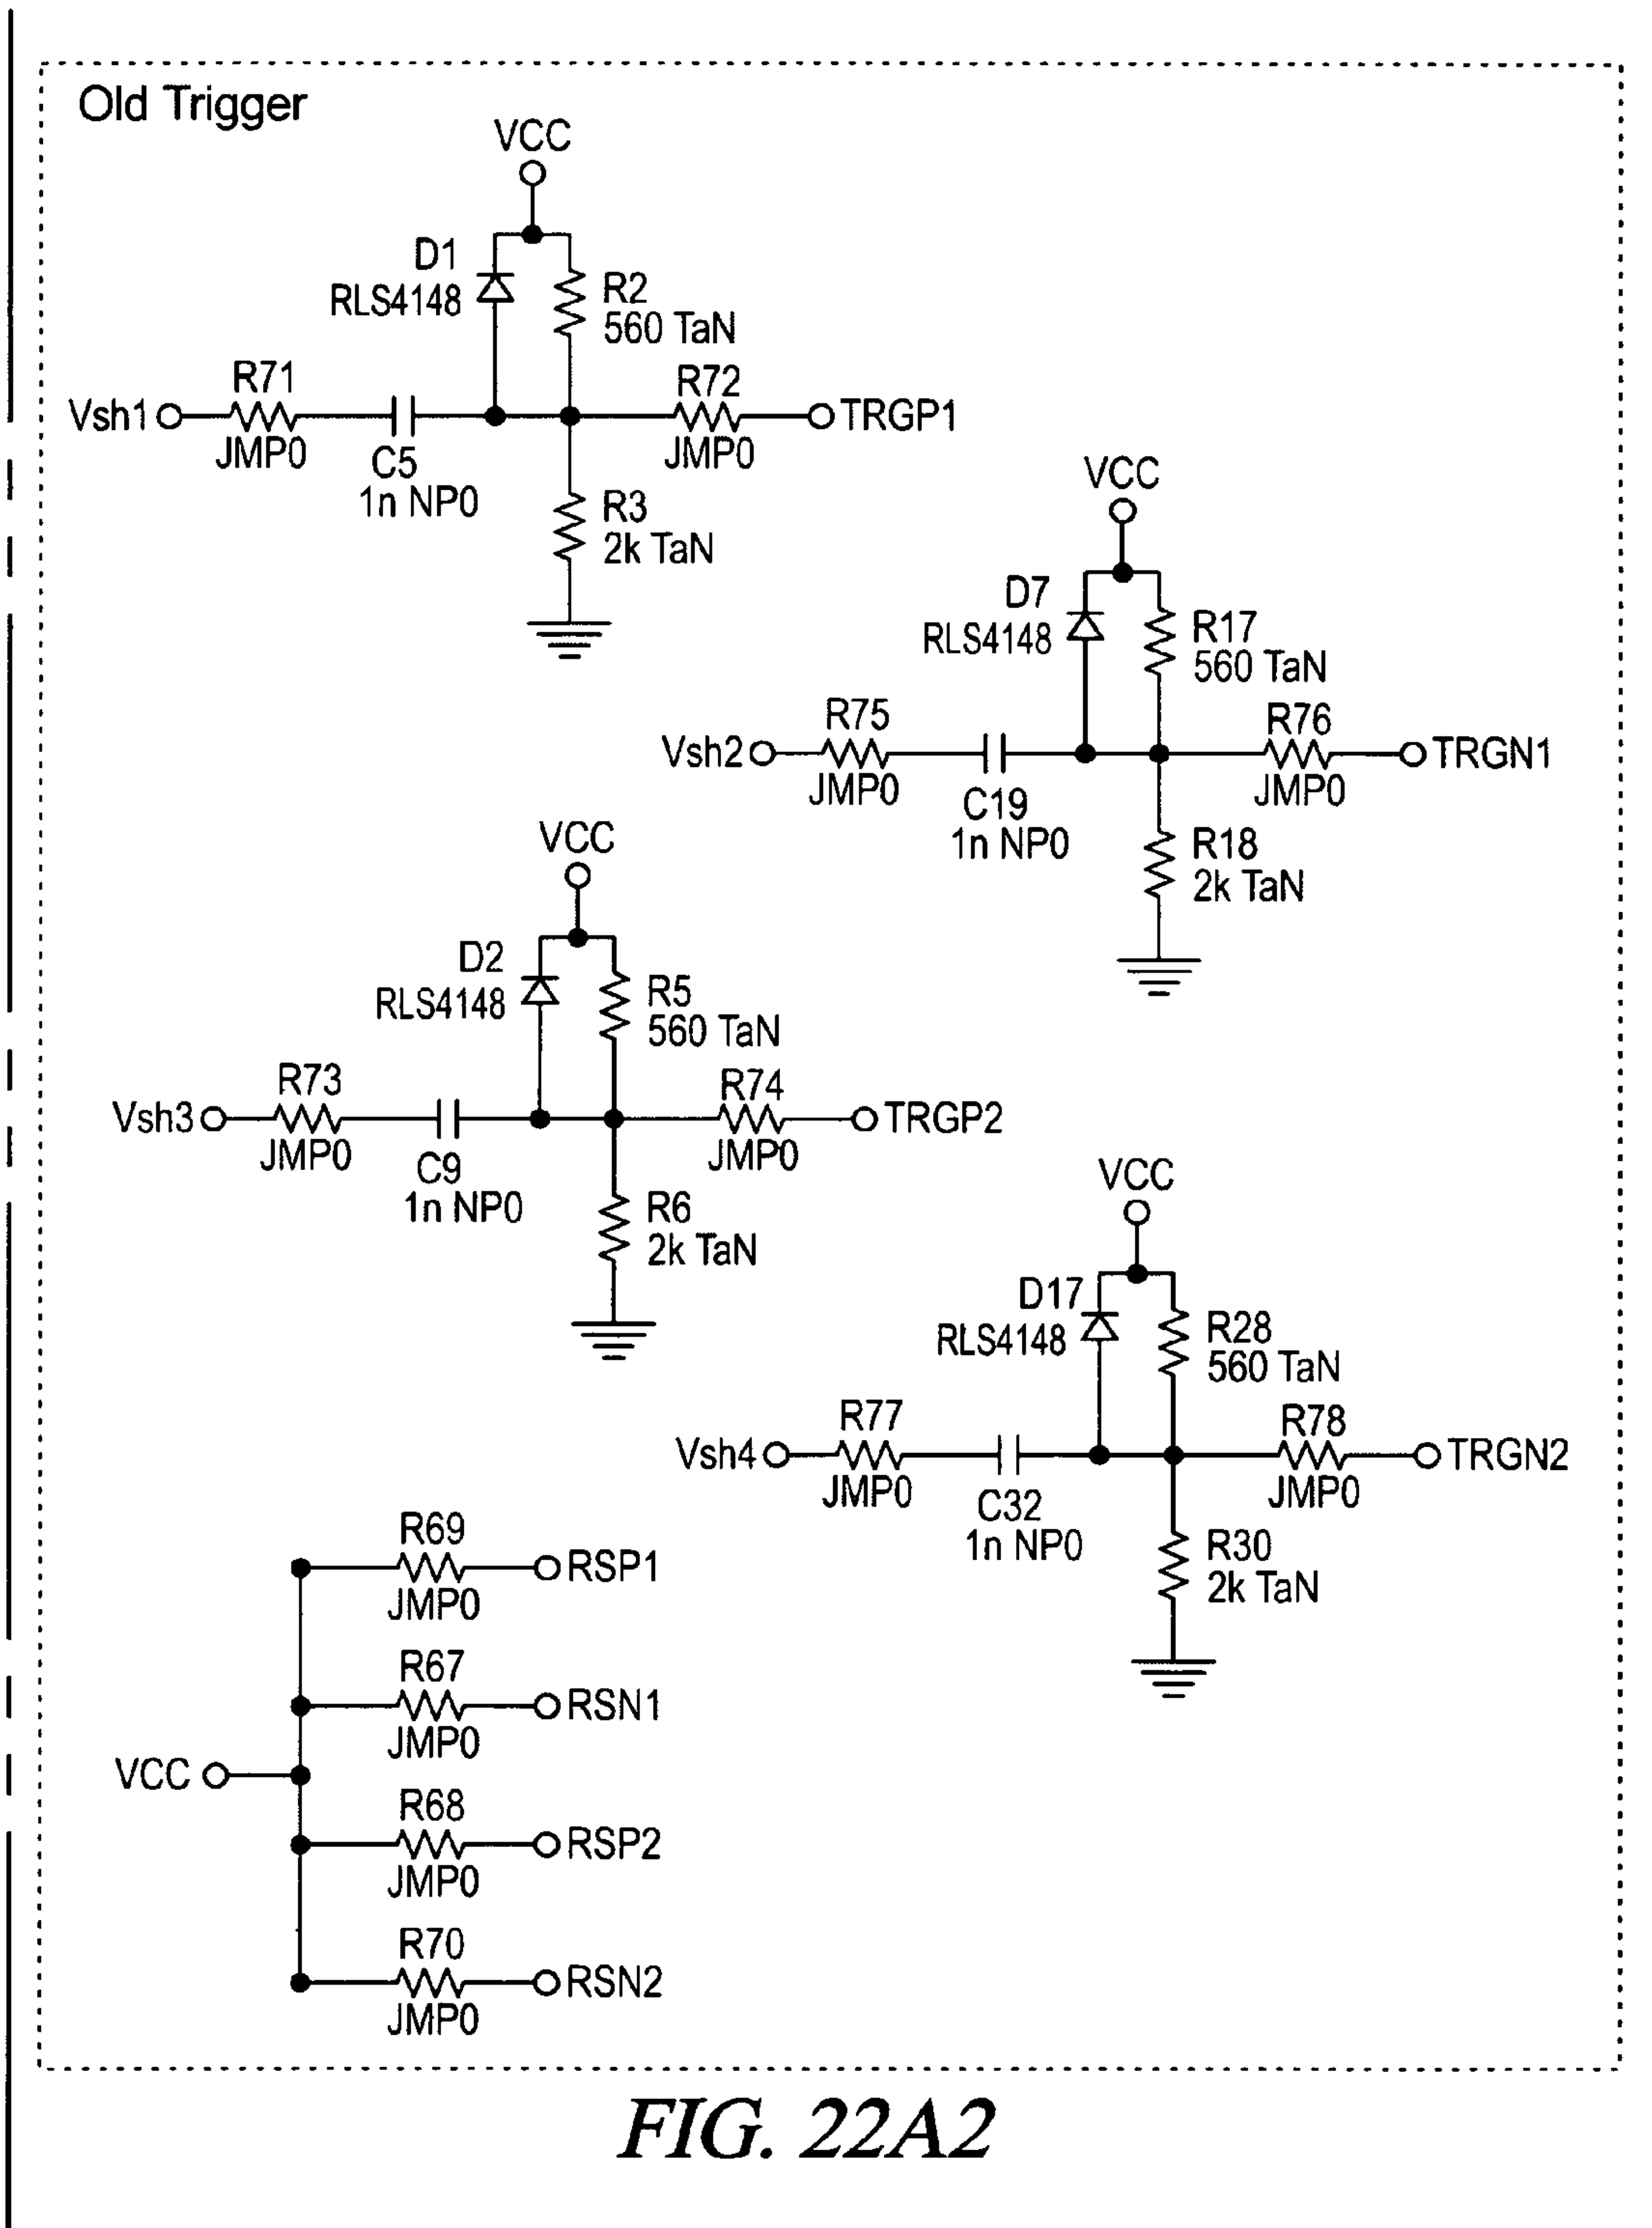 Old Trigger
VCC
D1
RLS4148
R2
560 TaN
Vsh1
R71
JMP0
C5
1n NP0
R72
JMP0
TRGP1
R3
2k TaN
VCC
D7
RLS4148
R17
560 TaN
Vsh2
R75
JMP0
C19
1n NP0
R76
JMP0
TRGN1
R18
2k TaN
VCC
D2
RLS4148
R5
560 TaN
Vsh3
R73
JMP0
C9
1n NP0
R74
JMP0
TRGP2
R6
2k TaN
VCC
D17
RLS4148
R28
560 TaN
Vsh4
R77
JMP0
C32
1n NP0
R78
JMP0
TRGN2
R30
2k TaN
R69
JMP0
RSP1
R67
JMP0
RSN1
VCC
R68
JMP0
RSP2
R70
JMP0
RSN2
FIG. 22A2